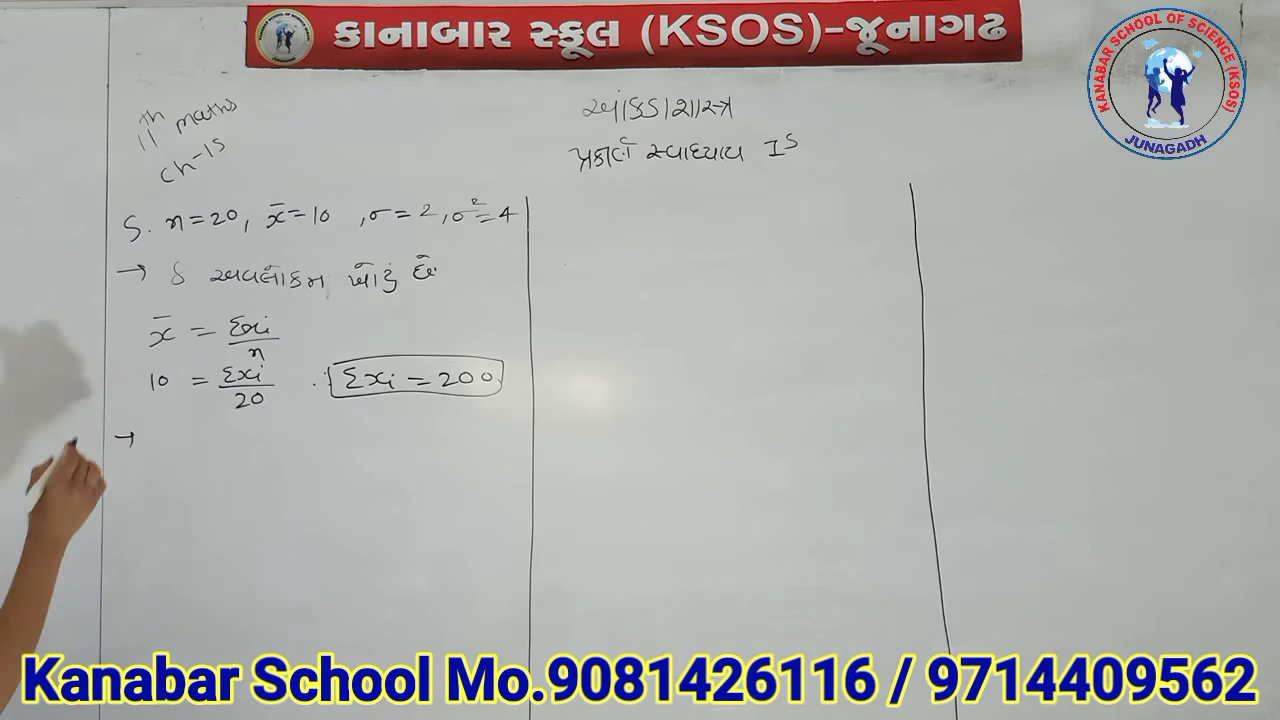 કાનાબાર સ્કૂલ (KSOS)-જૂનાગઢ
KANABAR SCHOOL OF SCIENCE (KSOS)
JUNAGADH
11th maths
ch-15
આંકડાશાસ્ત્ર
પ્રકીર્ણ સ્વાધ્યાય 15
5. n=20, x̄=10, σ=2, σ²=4
→ 8 અવલોકન ખોટું છે
x̄ = Σxi/n
10 = Σxi/20 ∴ Σxi = 200
→
Kanabar School Mo.9081426116 / 9714409562